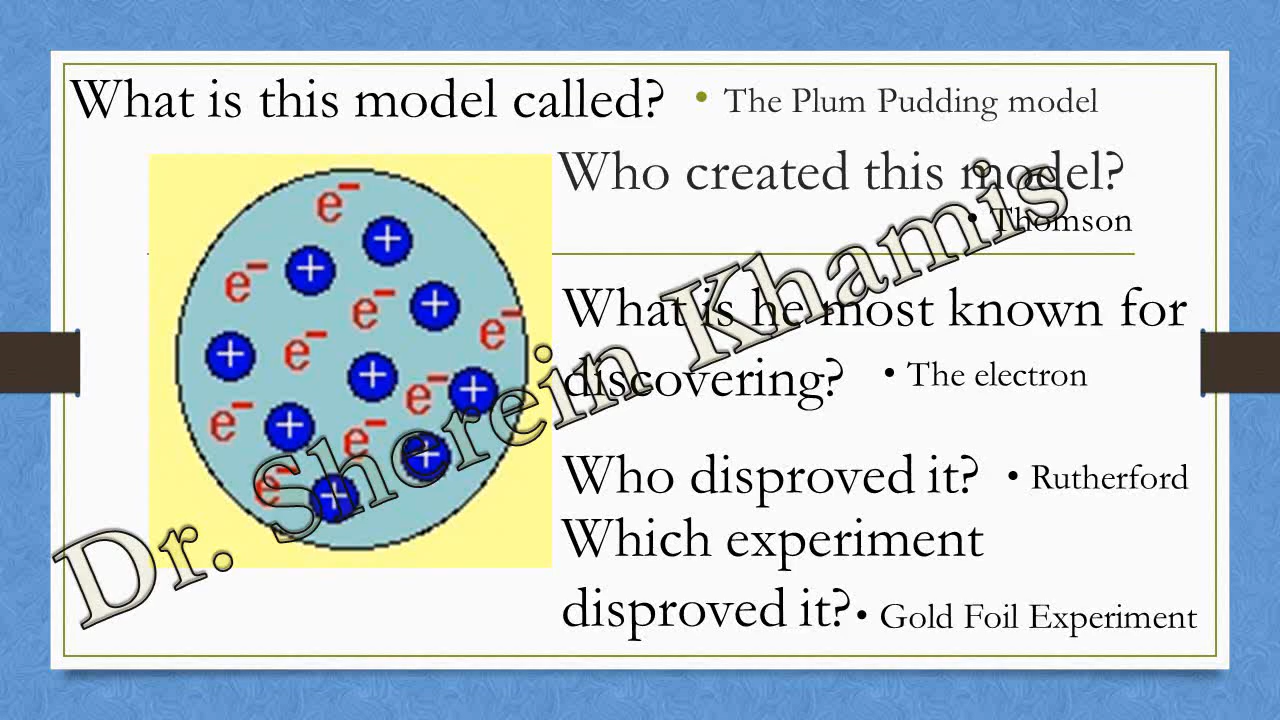 What is this model called?
• The Plum Pudding model
Who created this model?
• Thomson
What is he most known for
discovering?
• The electron
Who disproved it?
• Rutherford
Which experiment
disproved it?
• Gold Foil Experiment
e⁻
+
e⁻
+
e⁻
+
e⁻
+
e⁻
+
e⁻
+
e⁻
+
e⁻
+
e⁻
+
Dr. Sherein Khamis